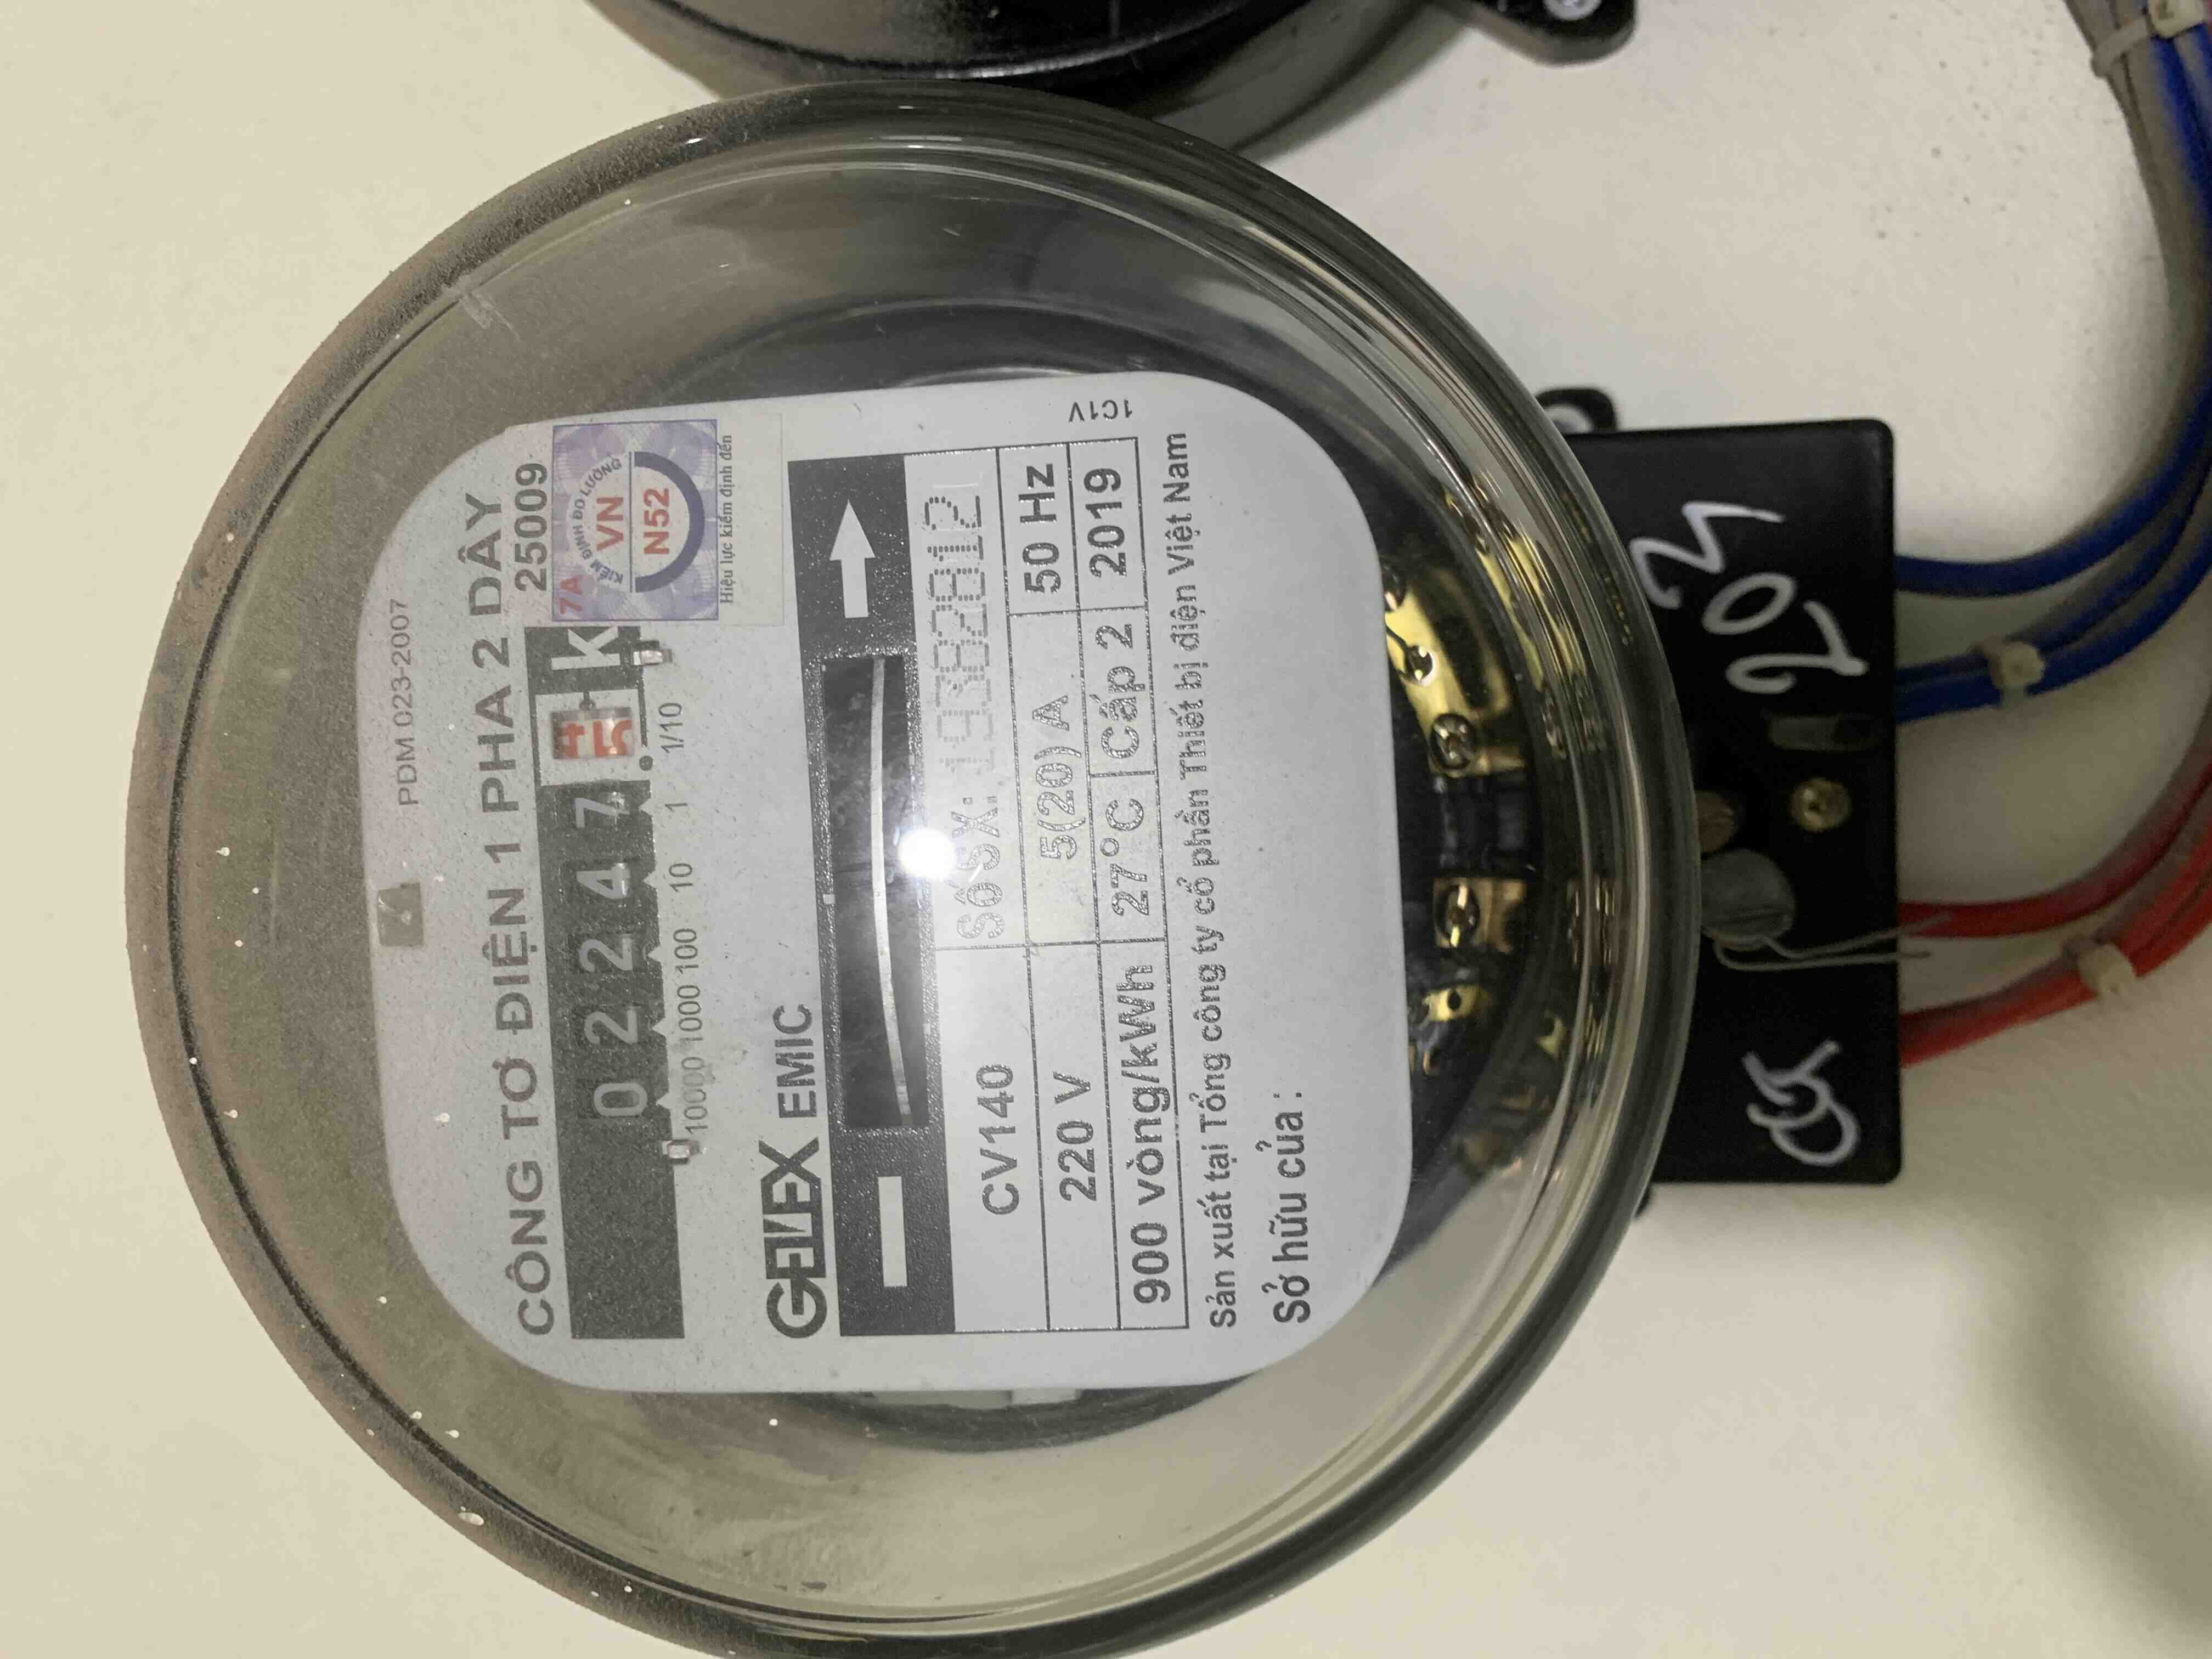 PDM 023-2007
CÔNG TƠ ĐIỆN 1 PHA 2 DÂY
25009
0 2 2 4 7 4 k
5
10000 1000 100 10 1 1/10
7A KIỂM ĐỊNH ĐO LƯỜNG
VN
N52
Hiệu lực kiểm định đến
GELEX EMIC
CV140 Số SX:
220 V 5(20) A 50 Hz
900 vòng/kWh 27°C Cấp 2 2019
1C1V
Sản xuất tại Tổng công ty cổ phần Thiết bị điện Việt Nam
Sở hữu của:
202